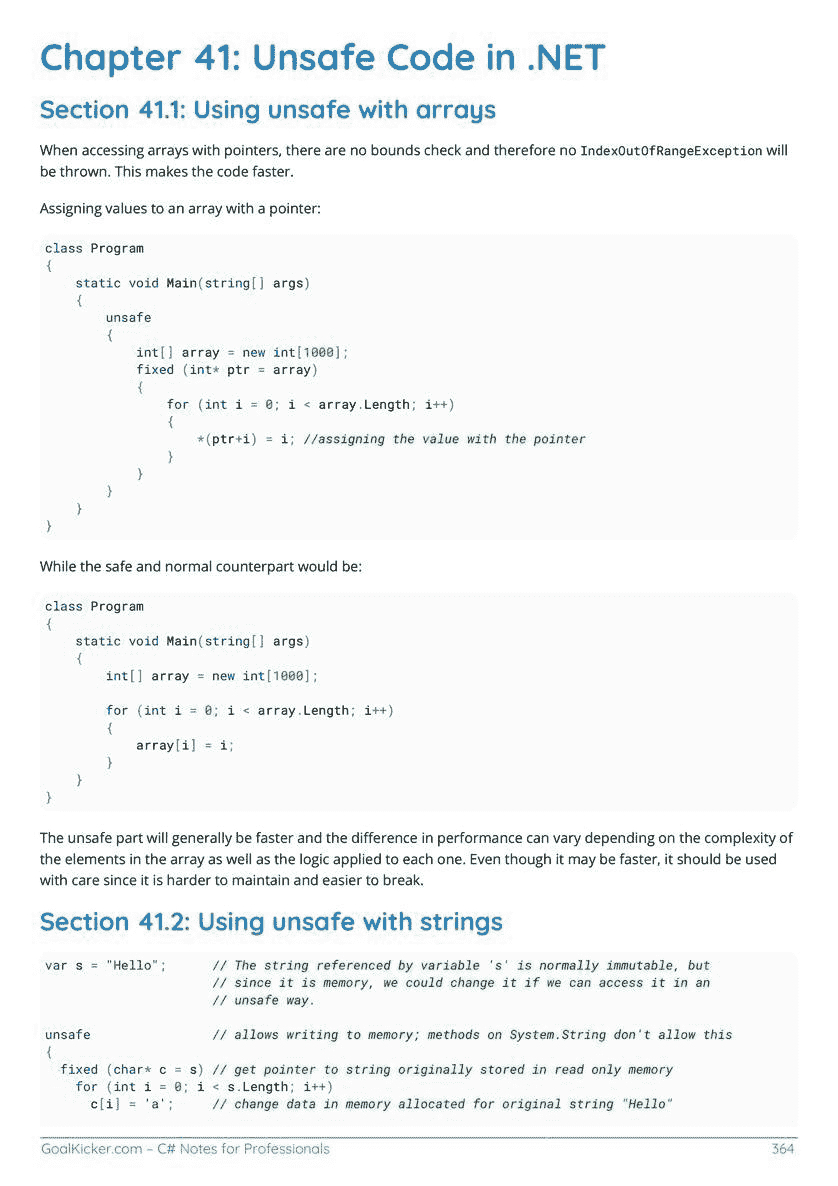 Chapter 41: Unsafe Code in .NET
Section 41.1: Using unsafe with arrays
When accessing arrays with pointers, there are no bounds check and therefore no IndexOutOfRangeException will
be thrown. This makes the code faster.
Assigning values to an array with a pointer:
class Program
{
    static void Main(string[] args)
    {
        unsafe
        {
            int[] array = new int[1000];
            fixed (int* ptr = array)
            {
                for (int i = 0; i < array.Length; i++)
                {
                    *(ptr+i) = i; //assigning the value with the pointer
                }
            }
        }
    }
}
While the safe and normal counterpart would be:
class Program
{
    static void Main(string[] args)
    {
        int[] array = new int[1000];
        for (int i = 0; i < array.Length; i++)
        {
            array[i] = i;
        }
    }
}
The unsafe part will generally be faster and the difference in performance can vary depending on the complexity of
the elements in the array as well as the logic applied to each one. Even though it may be faster, it should be used
with care since it is harder to maintain and easier to break.
Section 41.2: Using unsafe with strings
var s = "Hello";      // The string referenced by variable 's' is normally immutable, but
                      // since it is memory, we could change it if we can access it in an
                      // unsafe way.
unsafe                // allows writing to memory; methods on System.String don't allow this
{
  fixed (char* c = s) // get pointer to string originally stored in read only memory
    for (int i = 0; i < s.Length; i++)
      c[i] = 'a';     // change data in memory allocated for original string "Hello"
GoalKicker.com – C# Notes for Professionals 364